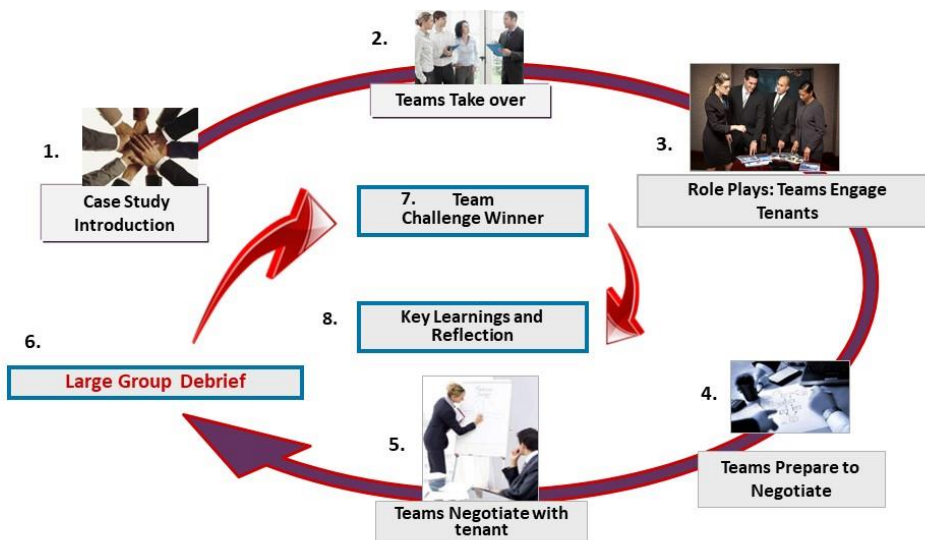 1.
Case Study
Introduction
2.
Teams Take over
3.
Role Plays: Teams Engage
Tenants
4.
Teams Prepare to
Negotiate
5.
Teams Negotiate with
tenant
6.
Large Group Debrief
7. Team
Challenge Winner
8.
Key Learnings and
Reflection